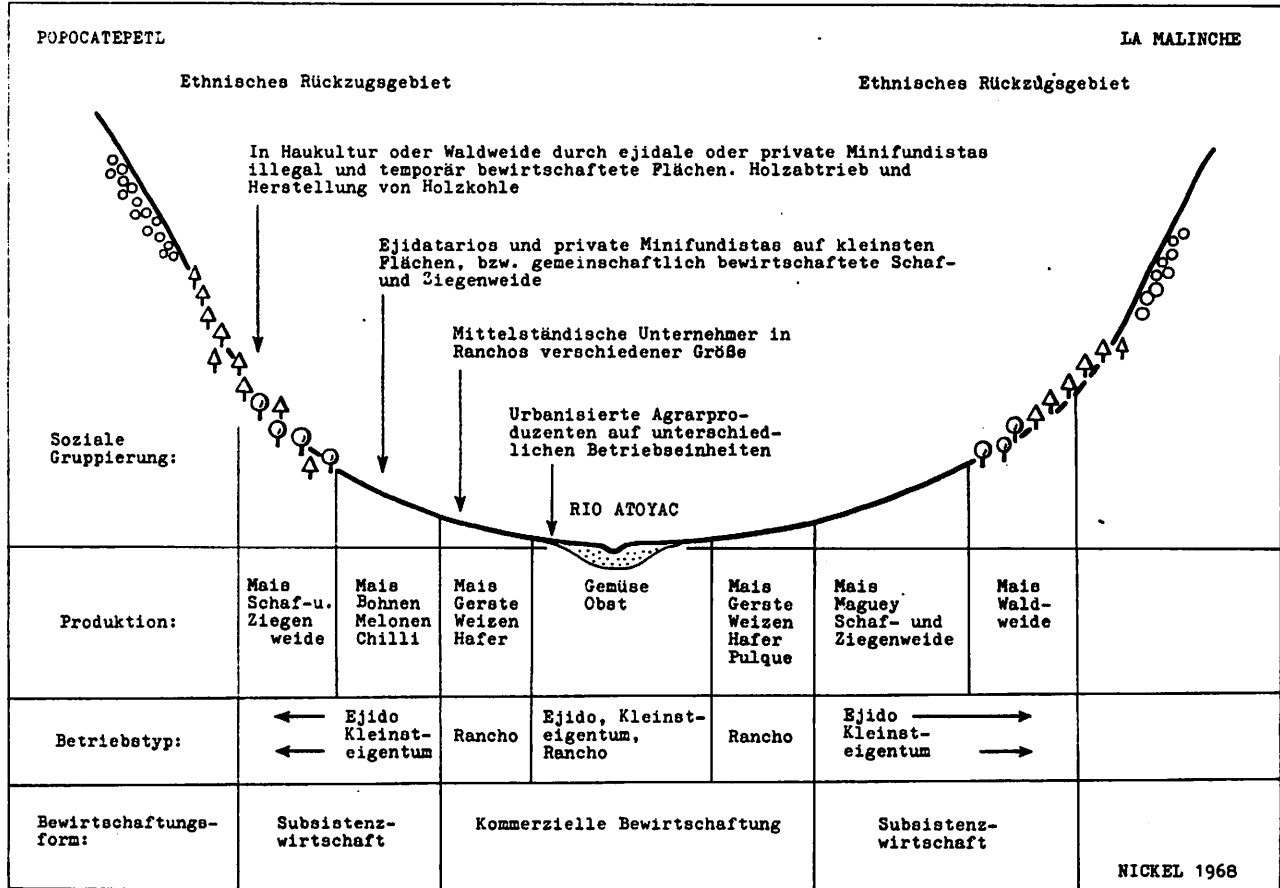 POPOCATEPETL
LA MALINCHE
Ethnisches Rückzugsgebiet
Ethnisches Rückzugsgebiet
In Haukultur oder Waldweide durch ejidale oder private Minifundistas
illegal und temporär bewirtschaftete Flächen. Holzabtrieb und
Herstellung von Holzkohle
Ejidatarios und private Minifundistas auf kleinsten
Flächen, bzw. gemeinschaftlich bewirtschaftete Schaf-
und Ziegenweide
Mittelständische Unternehmer in
Ranchos verschiedener Größe
Urbanisierte Agrarpro-
duzenten auf unterschied-
lichen Betriebseinheiten
Soziale
Gruppierung:
RIO ATOYAC
Produktion:
Mais
Schaf-u.
Ziegen
weide
Mais
Bohnen
Melonen
Chilli
Mais
Gerste
Weizen
Hafer
Gemüse
Obst
Mais
Gerste
Weizen
Hafer
Pulque
Mais
Maguey
Schaf- und
Ziegenweide
Mais
Wald-
weide
Betriebstyp:
Ejido
Kleinst-
eigentum
Rancho
Ejido, Kleinst-
eigentum,
Rancho
Rancho
Ejido
Kleinst-
eigentum
Bewirtschaftungs-
form:
Subsistenz-
wirtschaft
Kommerzielle Bewirtschaftung
Subsistenz-
wirtschaft
NICKEL 1968